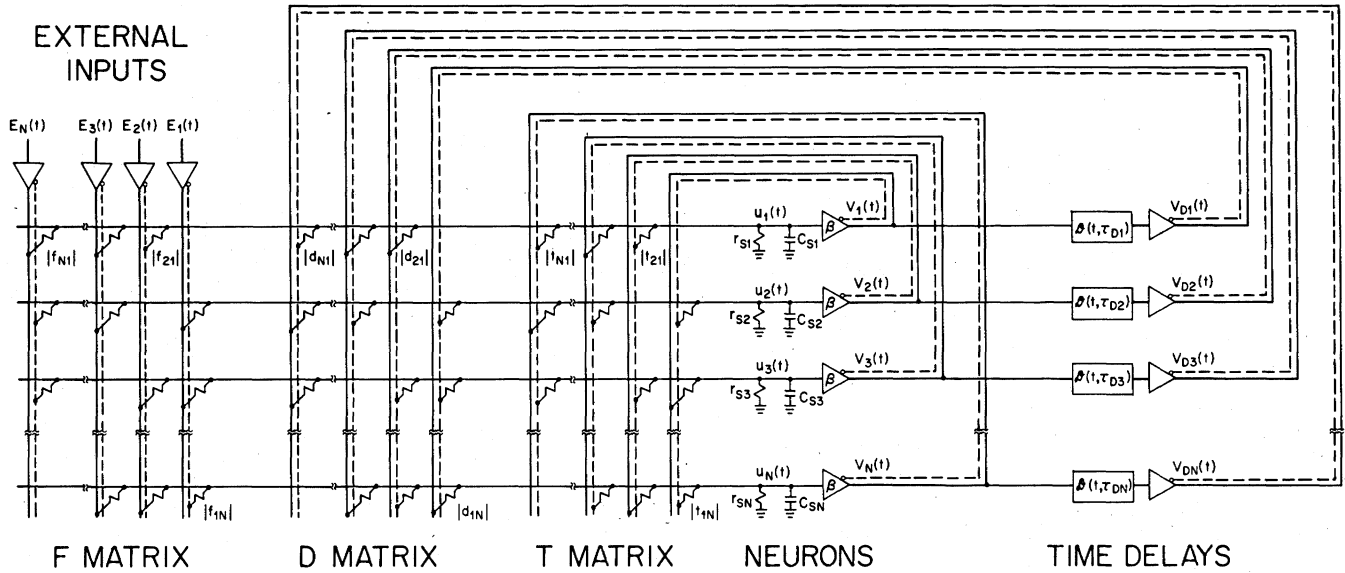 EXTERNAL
INPUTS
E_N(t) E_3(t) E_2(t) E_1(t)
u_1(t) V_1(t) V_D1(t)
|f_N1| |f_21| |d_N1| |d_21| |t_N1| |t_21| r_S1 C_S1 β β(t,τ_D1)
u_2(t) V_2(t) V_D2(t)
r_S2 C_S2 β β(t,τ_D2)
u_3(t) V_3(t) V_D3(t)
r_S3 C_S3 β β(t,τ_D3)
u_N(t) V_N(t) V_DN(t)
|f_1N| |d_1N| |t_1N| r_SN C_SN β β(t,τ_DN)
F MATRIX D MATRIX T MATRIX NEURONS TIME DELAYS